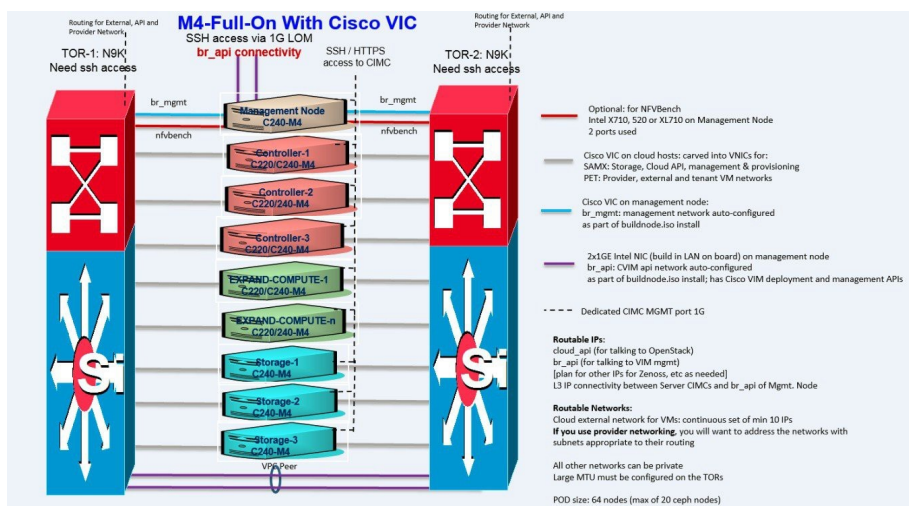 M4-Full-On With Cisco VIC
Routing for External, API and
Provider Network
TOR-1: N9K
Need ssh access
SSH access via 1G LOM
br_api connectivity
SSH / HTTPS
access to CIMC
Routing for External, API and
Provider Network
TOR-2: N9K
Need ssh access
br_mgmt
nfvbench
br_mgmt
nfvbench
Management Node
C240-M4
Controller-1
C220/C240-M4
Controller-2
C220/C240-M4
Controller-3
C220/C240-M4
EXPAND-COMPUTE-1
C220/240-M4
EXPAND-COMPUTE-n
C220/240-M4
Storage-1
C240-M4
Storage-2
C240-M4
Storage-3
C240-M4
VPC Peer
Si
Si
Optional: for NFVBench
Intel X710, 520 or XL710 on Management Node
2 ports used
Cisco VIC on cloud hosts: carved into VNICs for:
SAMX: Storage, Cloud API, management & provisioning
PET: Provider, external and tenant VM networks
Cisco VIC on management node:
br_mgmt: management network auto-configured
as part of buildnode.iso install
2x1GE Intel NIC (build in LAN on board) on management node
br_api: CVIM api network auto-configured
as part of buildnode.iso install; has Cisco VIM deployment and management APIs
Dedicated CIMC MGMT port 1G
Routable IPs:
cloud_api (for talking to OpenStack)
br_api (for talking to VIM mgmt)
[plan for other IPs for Zenoss, etc as needed]
L3 IP connectivity between Server CIMCs and br_api of Mgmt. Node
Routable Networks:
Cloud external network for VMs: continuous set of min 10 IPs
If you use provider networking, you will want to address the networks with
subnets appropriate to their routing
All other networks can be private
Large MTU must be configured on the TORs
POD size: 64 nodes (max of 20 ceph nodes)